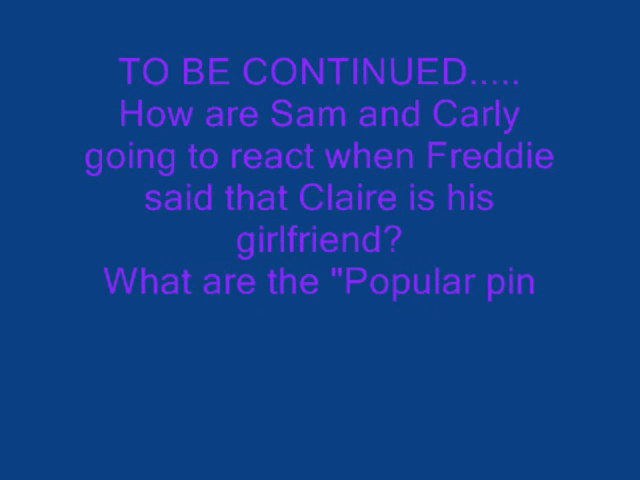 TO BE CONTINUED.....
How are Sam and Carly
going to react when Freddie
said that Claire is his
girlfriend?
What are the "Popular pin